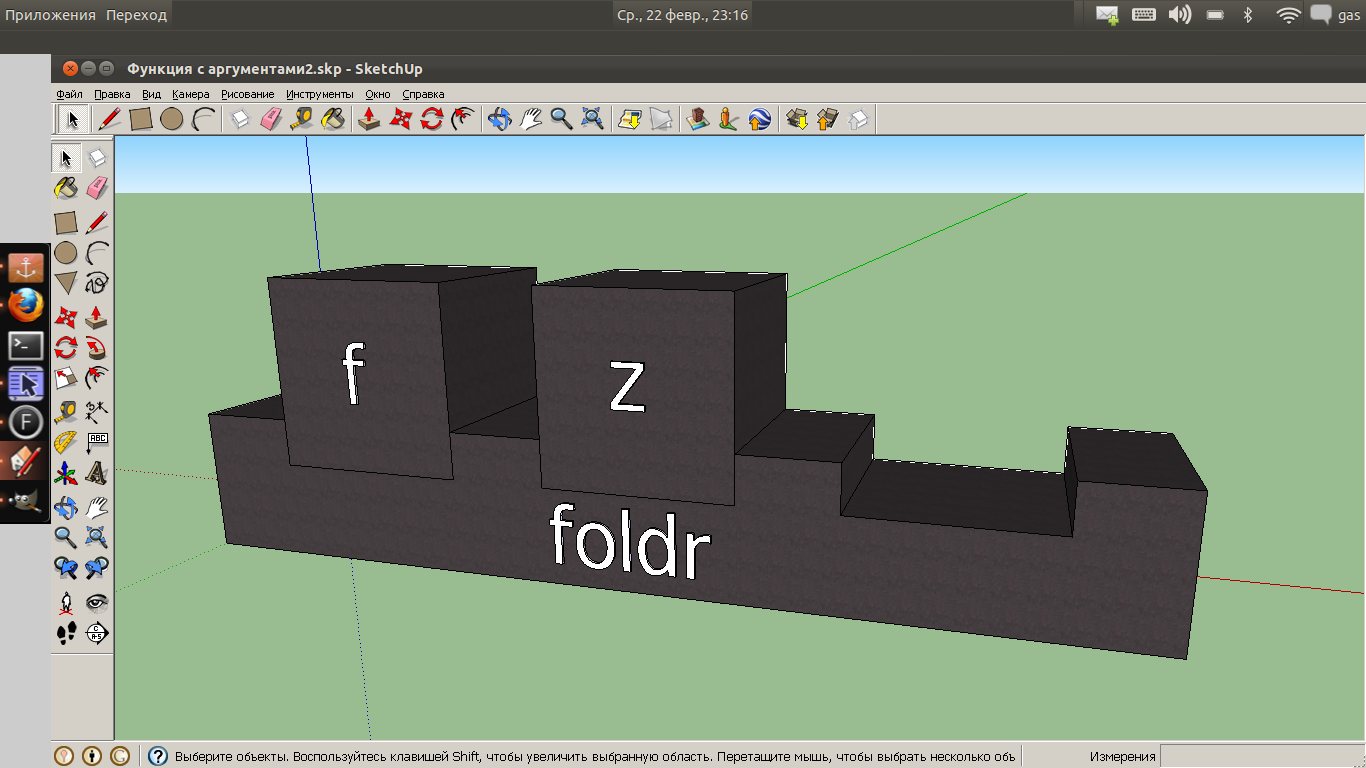 Приложения Переход
Ср., 22 февр., 23:16
gas
Функция с аргументами2.skp - SketchUp
Файл Правка Вид Камера Рисование Инструменты Окно Справка
ABC
A
F
f
z
foldr
Выберите объекты. Воспользуйтесь клавишей Shift, чтобы увеличить выбранную область. Перетащите мышь, чтобы выбрать несколько объ
Измерения